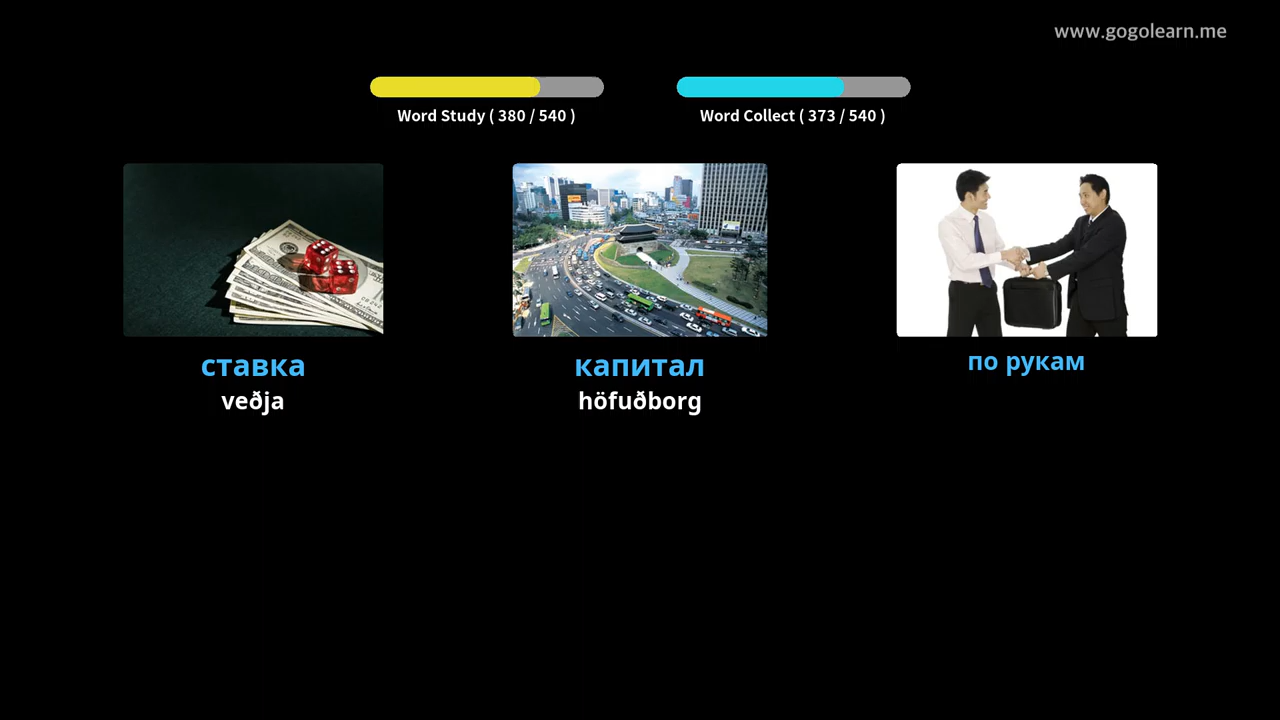 www.gogolearn.me
Word Study ( 380 / 540 )
Word Collect ( 373 / 540 )
ставка
veðja
капитал
höfuðborg
по рукам